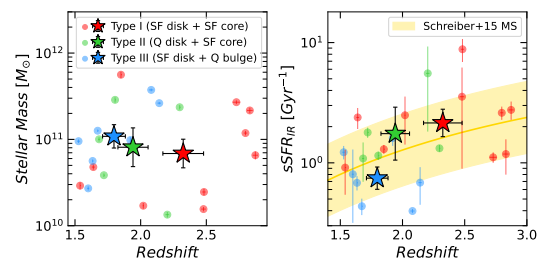 Stellar Mass [M⊙]
10¹²
10¹¹
10¹⁰
Type I (SF disk + SF core)
Type II (Q disk + SF core)
Type III (SF disk + Q bulge)
1.5 2.0 2.5
Redshift
sSFR_IR [Gyr⁻¹]
10¹
10⁰
Schreiber+15 MS
1.5 2.0 2.5 3.0
Redshift